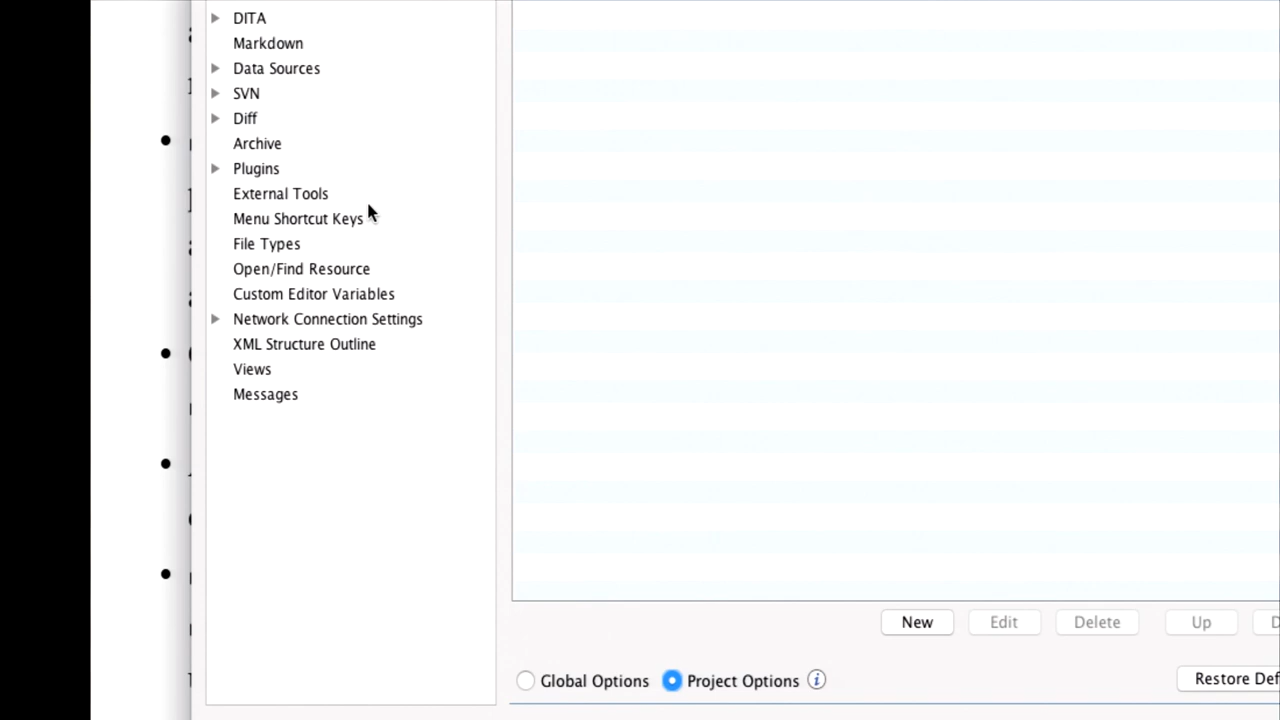 DITA
Markdown
Data Sources
SVN
Diff
Archive
Plugins
External Tools
Menu Shortcut Keys
File Types
Open/Find Resource
Custom Editor Variables
Network Connection Settings
XML Structure Outline
Views
Messages
New Edit Delete Up
Global Options Project Options Restore